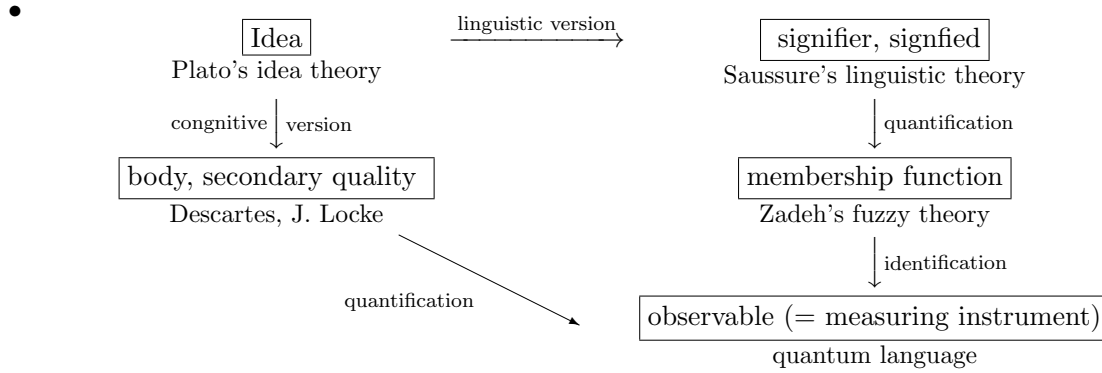 •
Idea
linguistic version
signifier, signfied
Plato's idea theory
Saussure's linguistic theory
congnitive
version
quantification
body, secondary quality
membership function
Descartes, J. Locke
Zadeh's fuzzy theory
identification
quantification
observable (= measuring instrument)
quantum language